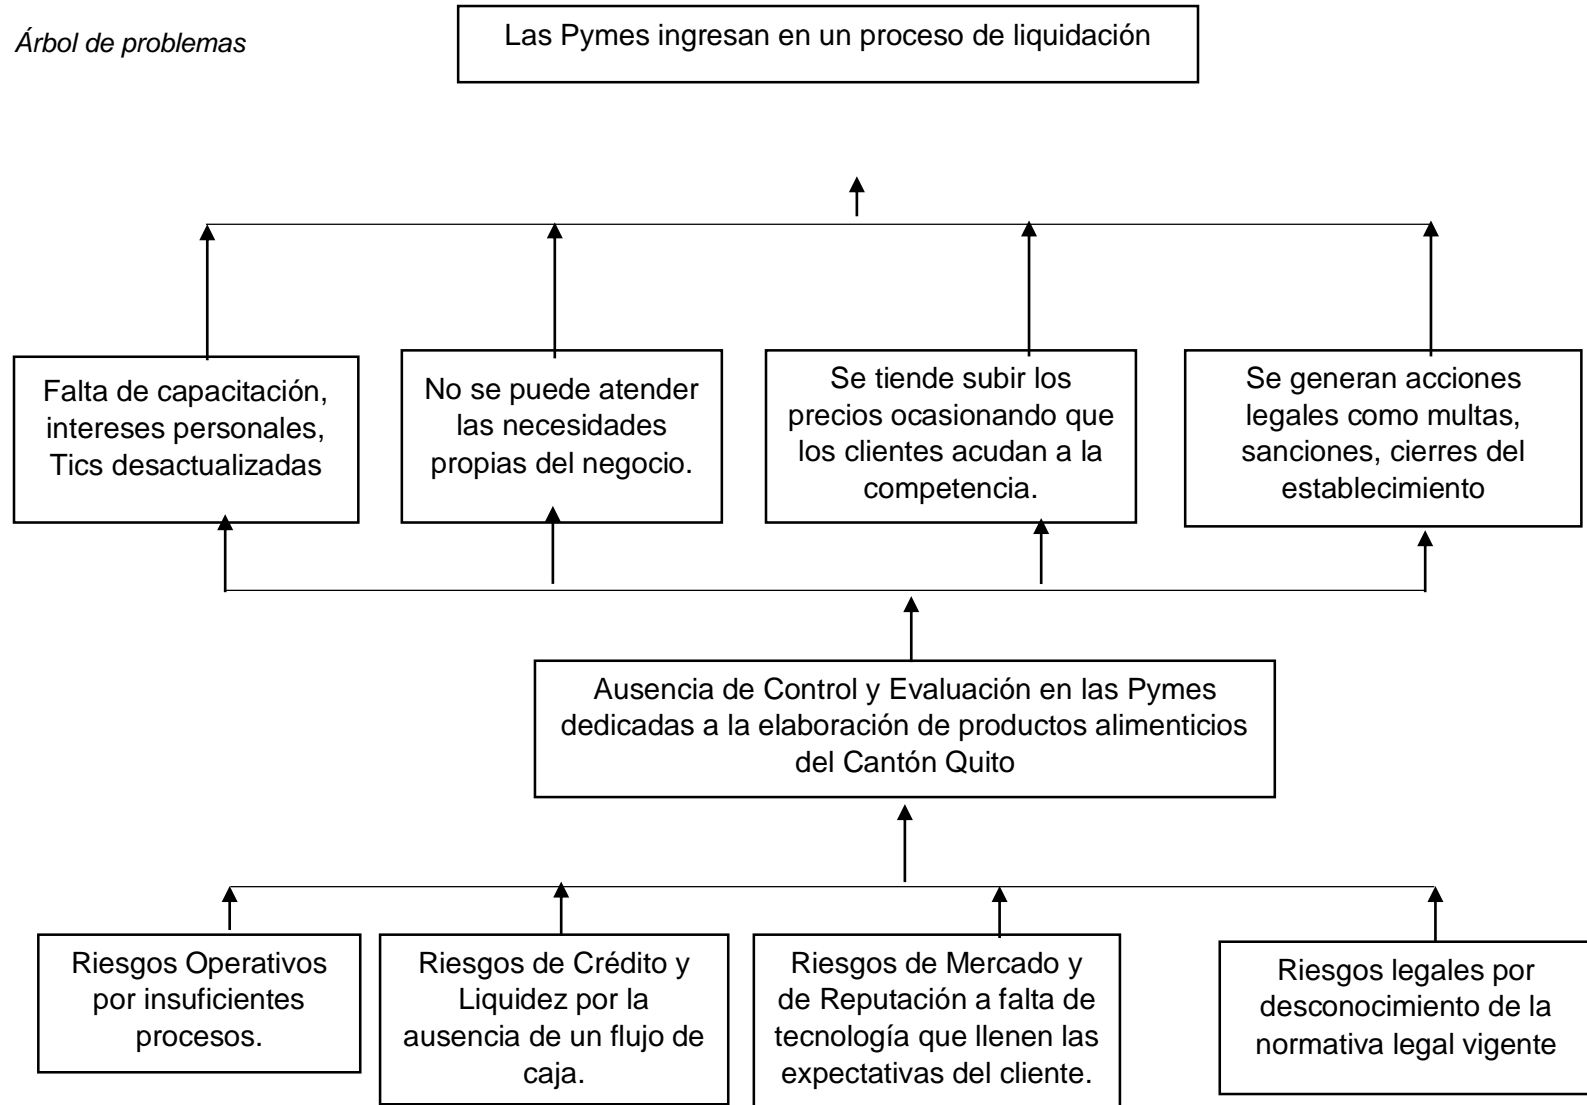 Árbol de problemas
Las Pymes ingresan en un proceso de liquidación
Falta de capacitación,
intereses personales,
Tics desactualizadas
No se puede atender
las necesidades
propias del negocio.
Se tiende subir los
precios ocasionando que
los clientes acudan a la
competencia.
Se generan acciones
legales como multas,
sanciones, cierres del
establecimiento
Ausencia de Control y Evaluación en las Pymes
dedicadas a la elaboración de productos alimenticios
del Cantón Quito
Riesgos Operativos
por insuficientes
procesos.
Riesgos de Crédito y
Liquidez por la
ausencia de un flujo de
caja.
Riesgos de Mercado y
de Reputación a falta de
tecnología que llenen las
expectativas del cliente.
Riesgos legales por
desconocimiento de la
normativa legal vigente